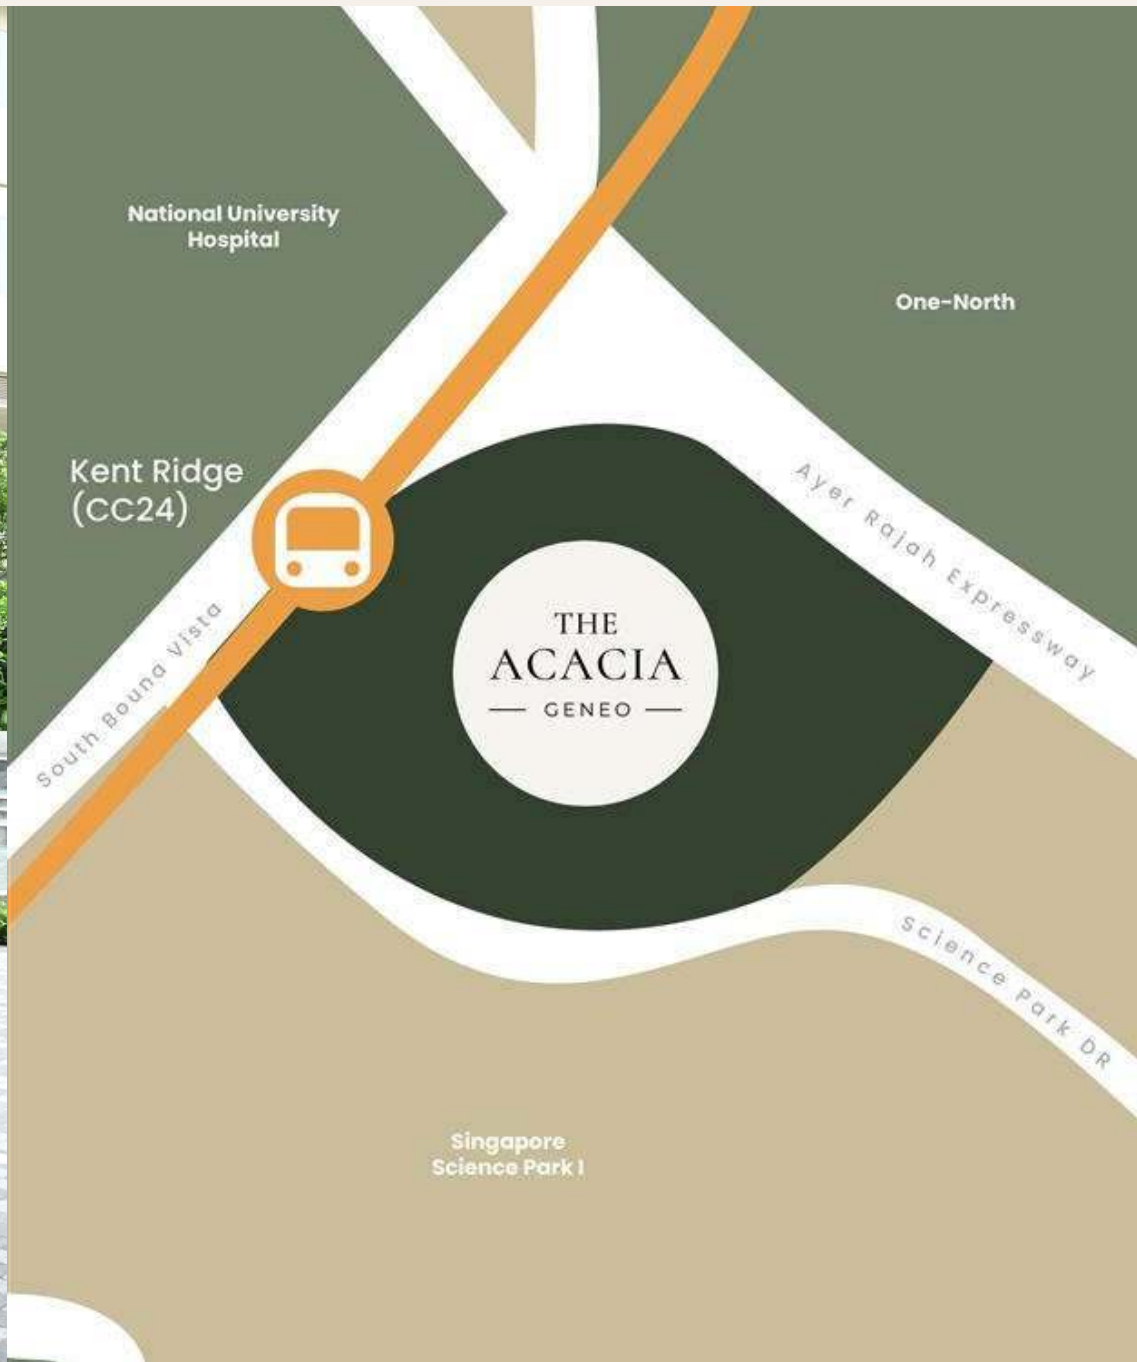 National University
Hospital
One-North
Kent Ridge
(CC24)
Ayer Rajah Expressway
THE
ACACIA
GENEO
South Bound Vista
Science Park DR
Singapore
Science Park I